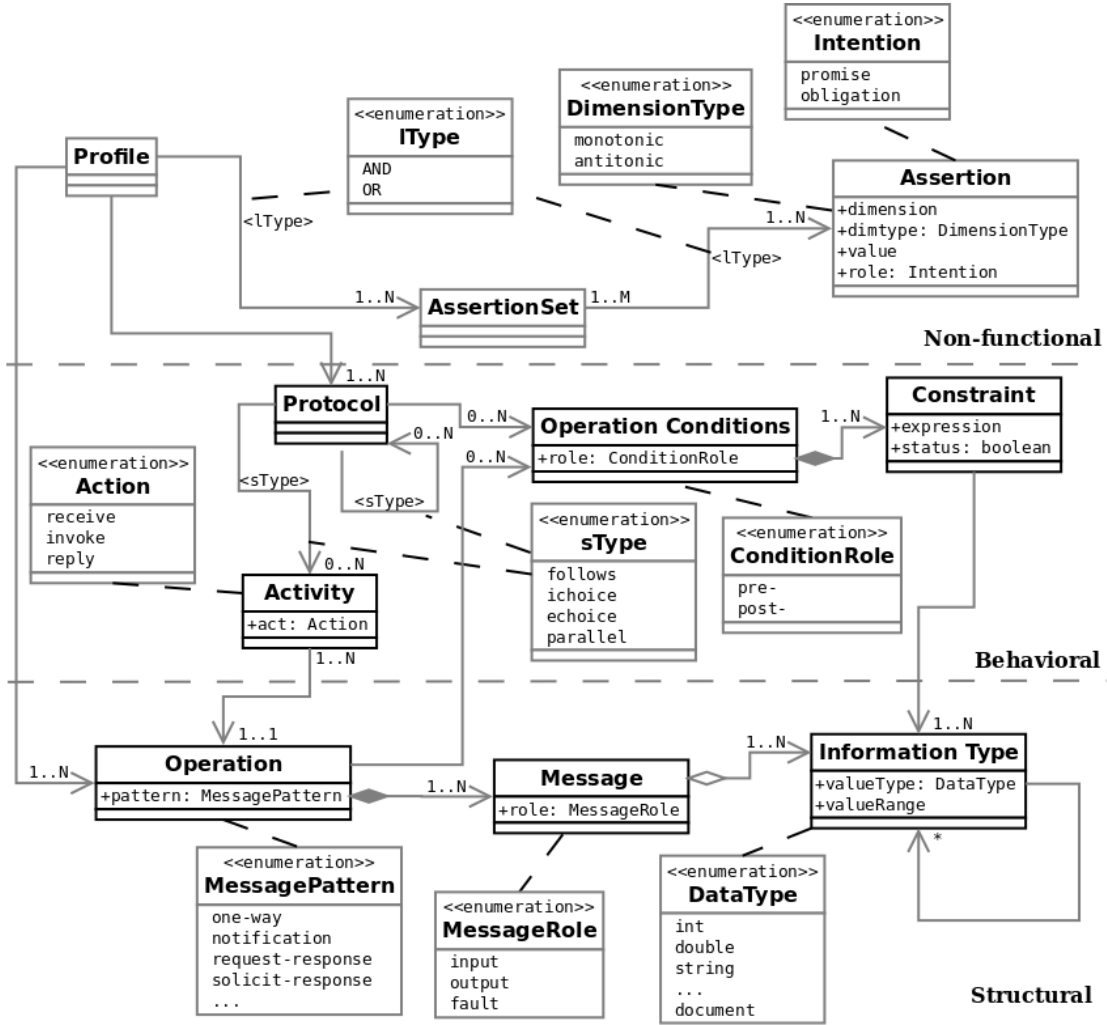 <<enumeration>>
Intention
promise
obligation
<<enumeration>>
DimensionType
monotonic
antitonic
<<enumeration>>
lType
AND
OR
Profile
Assertion
+dimension
+dimtype: DimensionType
+value
+role: Intention
1..N
<lType>
<lType>
1..N
AssertionSet
1..M
Non-functional
1..N
Protocol
0..N
0..N
0..N
<sType>
<sType>
Operation Conditions
+role: ConditionRole
1..N
Constraint
+expression
+status: boolean
<<enumeration>>
Action
receive
invoke
reply
<<enumeration>>
sType
follows
ichoice
echoice
parallel
<<enumeration>>
ConditionRole
pre-
post-
0..N
Activity
+act: Action
1..N
Behavioral
1..1
1..N
Operation
+pattern: MessagePattern
1..N
Message
+role: MessageRole
1..N
1..N
Information Type
+valueType: DataType
+valueRange
*
<<enumeration>>
MessagePattern
one-way
notification
request-response
solicit-response
...
<<enumeration>>
MessageRole
input
output
fault
<<enumeration>>
DataType
int
double
string
...
document
Structural